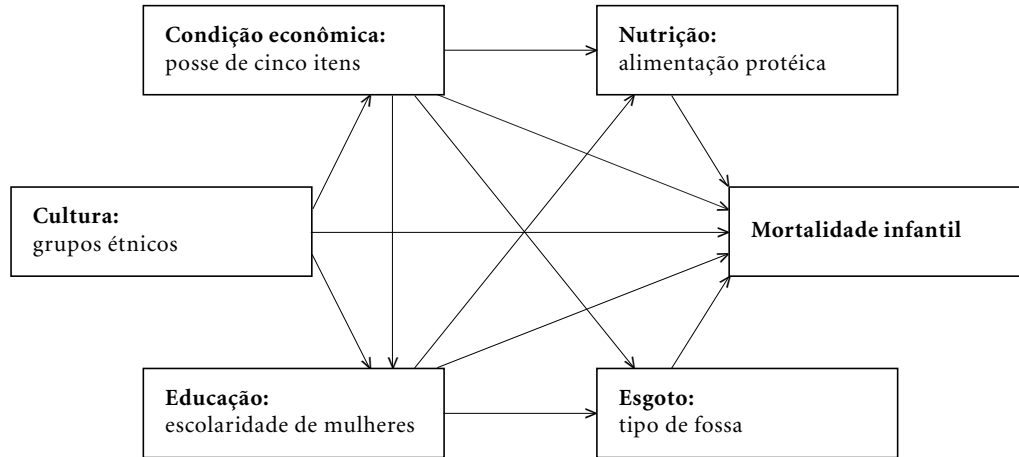 Condição econômica:
posse de cinco itens
Nutrição:
alimentação protéica
Cultura:
grupos étnicos
Mortalidade infantil
Educação:
escolaridade de mulheres
Esgoto:
tipo de fossa